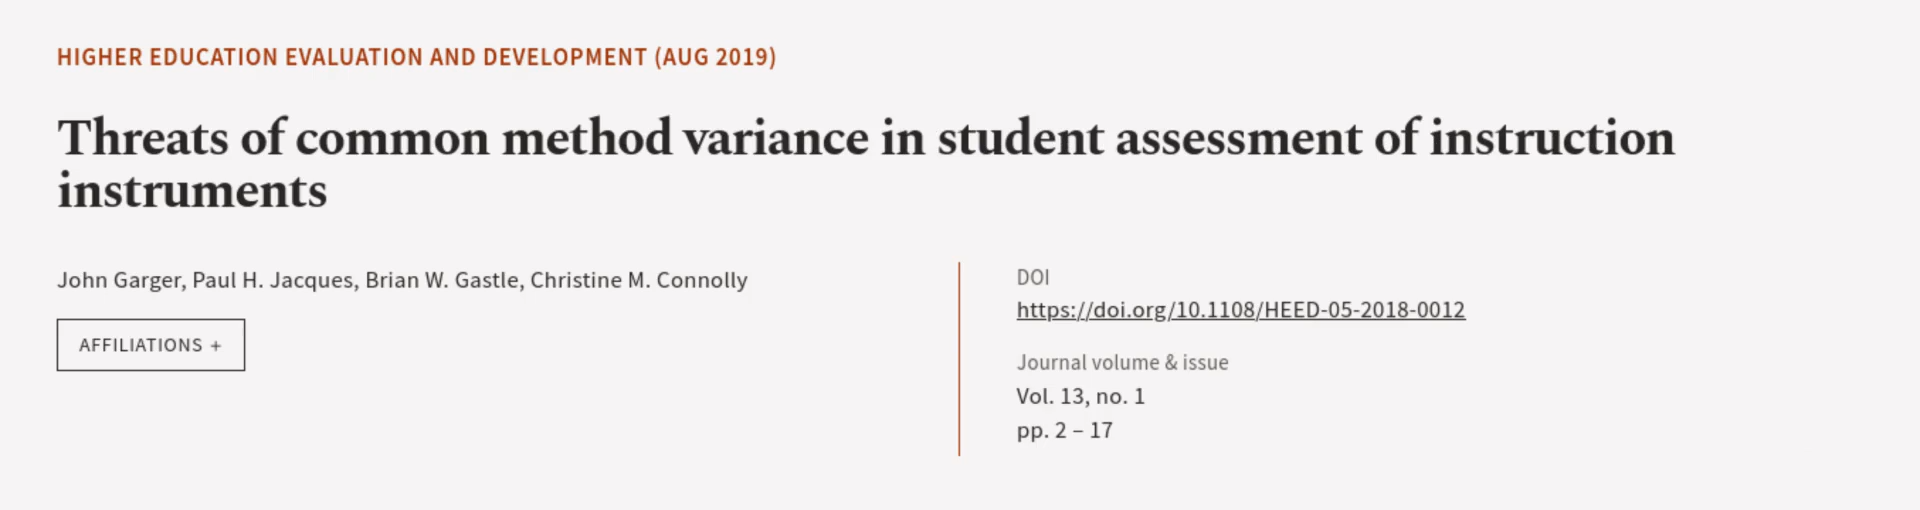 HIGHER EDUCATION EVALUATION AND DEVELOPMENT (AUG 2019)
Threats of common method variance in student assessment of instruction
instruments
John Garger, Paul H. Jacques, Brian W. Gastle, Christine M. Connolly
AFFILIATIONS +
DOI
https://doi.org/10.1108/HEED-05-2018-0012
Journal volume & issue
Vol. 13, no. 1
pp. 2 – 17